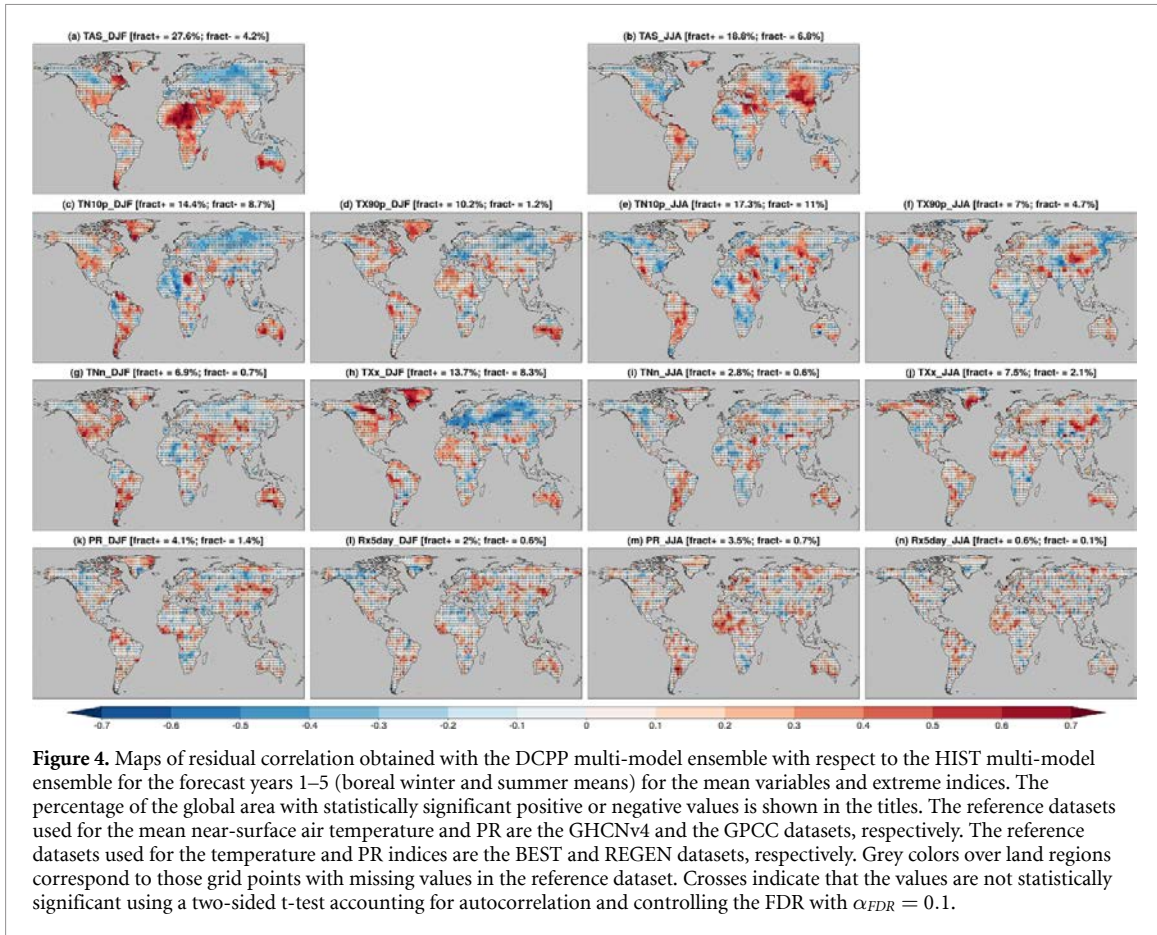 (a) TAS_DJF [fract+ = 27.6%; fract- = 4.2%]
(b) TAS_JJA [fract+ = 18.8%; fract- = 6.8%]
(c) TN10p_DJF [fract+ = 14.4%; fract- = 8.7%]
(d) TX90p_DJF [fract+ = 10.2%; fract- = 1.2%]
(e) TN10p_JJA [fract+ = 17.3%; fract- = 11%]
(f) TX90p_JJA [fract+ = 7%; fract- = 4.7%]
(g) TNn_DJF [fract+ = 6.9%; fract- = 0.7%]
(h) TXx_DJF [fract+ = 13.7%; fract- = 8.3%]
(i) TNn_JJA [fract+ = 2.8%; fract- = 0.6%]
(j) TXx_JJA [fract+ = 7.5%; fract- = 2.1%]
(k) PR_DJF [fract+ = 4.1%; fract- = 1.4%]
(l) Rx5day_DJF [fract+ = 2%; fract- = 0.6%]
(m) PR_JJA [fract+ = 3.5%; fract- = 0.7%]
(n) Rx5day_JJA [fract+ = 0.6%; fract- = 0.1%]
-0.7 -0.6 -0.5 -0.4 -0.3 -0.2 -0.1 0 0.1 0.2 0.3 0.4 0.5 0.6 0.7
Figure 4. Maps of residual correlation obtained with the DCPP multi-model ensemble with respect to the HIST multi-model
ensemble for the forecast years 1–5 (boreal winter and summer means) for the mean variables and extreme indices. The
percentage of the global area with statistically significant positive or negative values is shown in the titles. The reference datasets
used for the mean near-surface air temperature and PR are the GHCNv4 and the GPCC datasets, respectively. The reference
datasets used for the temperature and PR indices are the BEST and REGEN datasets, respectively. Grey colors over land regions
correspond to those grid points with missing values in the reference dataset. Crosses indicate that the values are not statistically
significant using a two-sided t-test accounting for autocorrelation and controlling the FDR with α_FDR = 0.1.